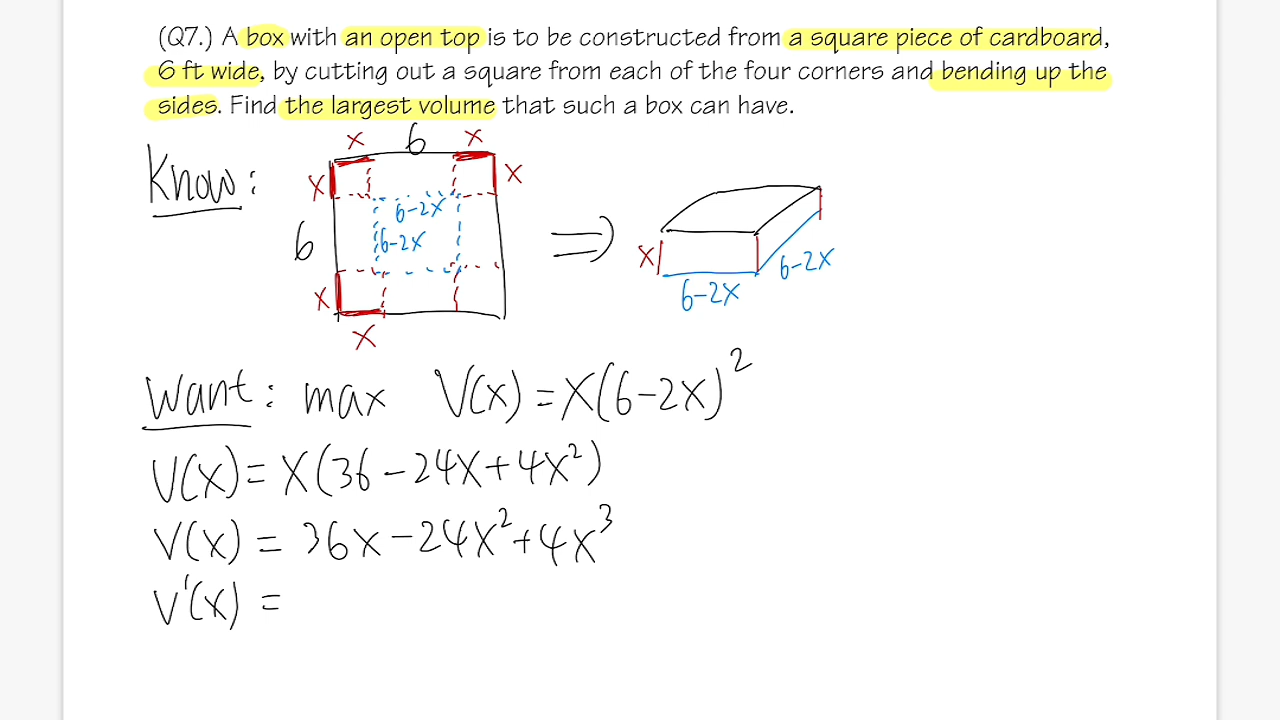 (Q7.) A box with an open top is to be constructed from a square piece of cardboard,
6 ft wide, by cutting out a square from each of the four corners and bending up the
sides. Find the largest volume that such a box can have.
Know:
x 6 x
x x
6-2x
6 6-2x
x
x
⇒
x
6-2x
6-2x
Want: max V(x) = x(6-2x)²
V(x) = x(36-24x+4x²)
V(x) = 36x-24x²+4x³
V'(x) =